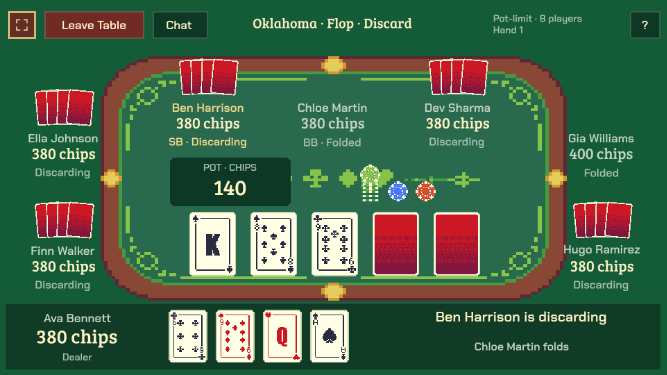 Leave Table
Chat
Oklahoma · Flop · Discard
Pot-limit · 8 players
Hand 1
?
Ben Harrison
380 chips
SB · Discarding
Chloe Martin
380 chips
BB · Folded
Dev Sharma
380 chips
Discarding
Ella Johnson
380 chips
Discarding
Gia Williams
400 chips
Folded
POT · CHIPS
140
K
Finn Walker
380 chips
Discarding
Hugo Ramirez
380 chips
Discarding
Ava Bennett
380 chips
Dealer
Q
Ben Harrison is discarding
Chloe Martin folds